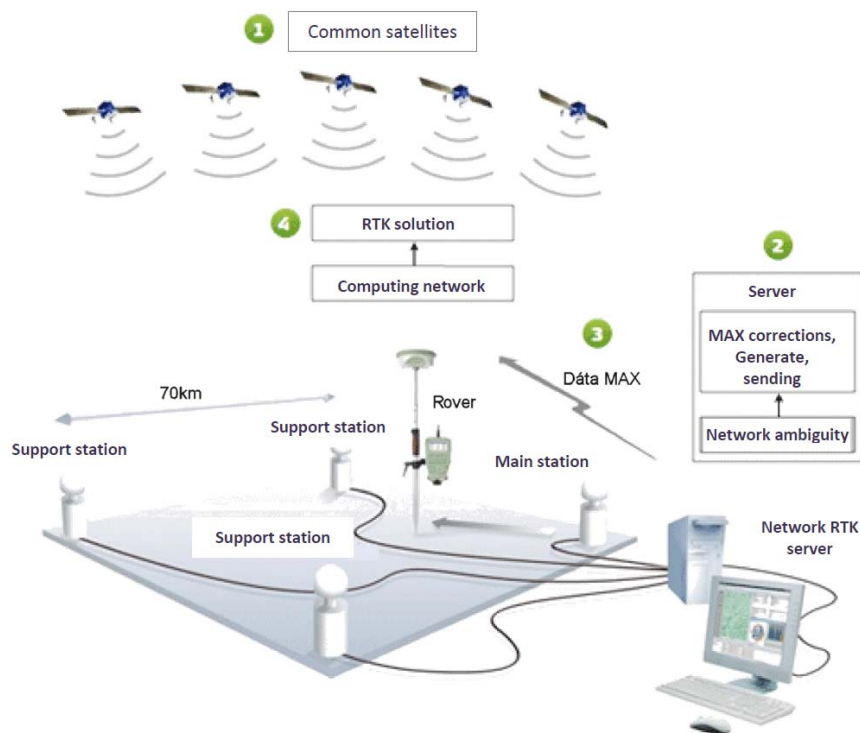 1
Common satellites
4
RTK solution
Computing network
2
Server
MAX corrections,
Generate,
sending
Network ambiguity
3
Dáta MAX
70km
Rover
Support station
Support station
Main station
Support station
Network RTK
server